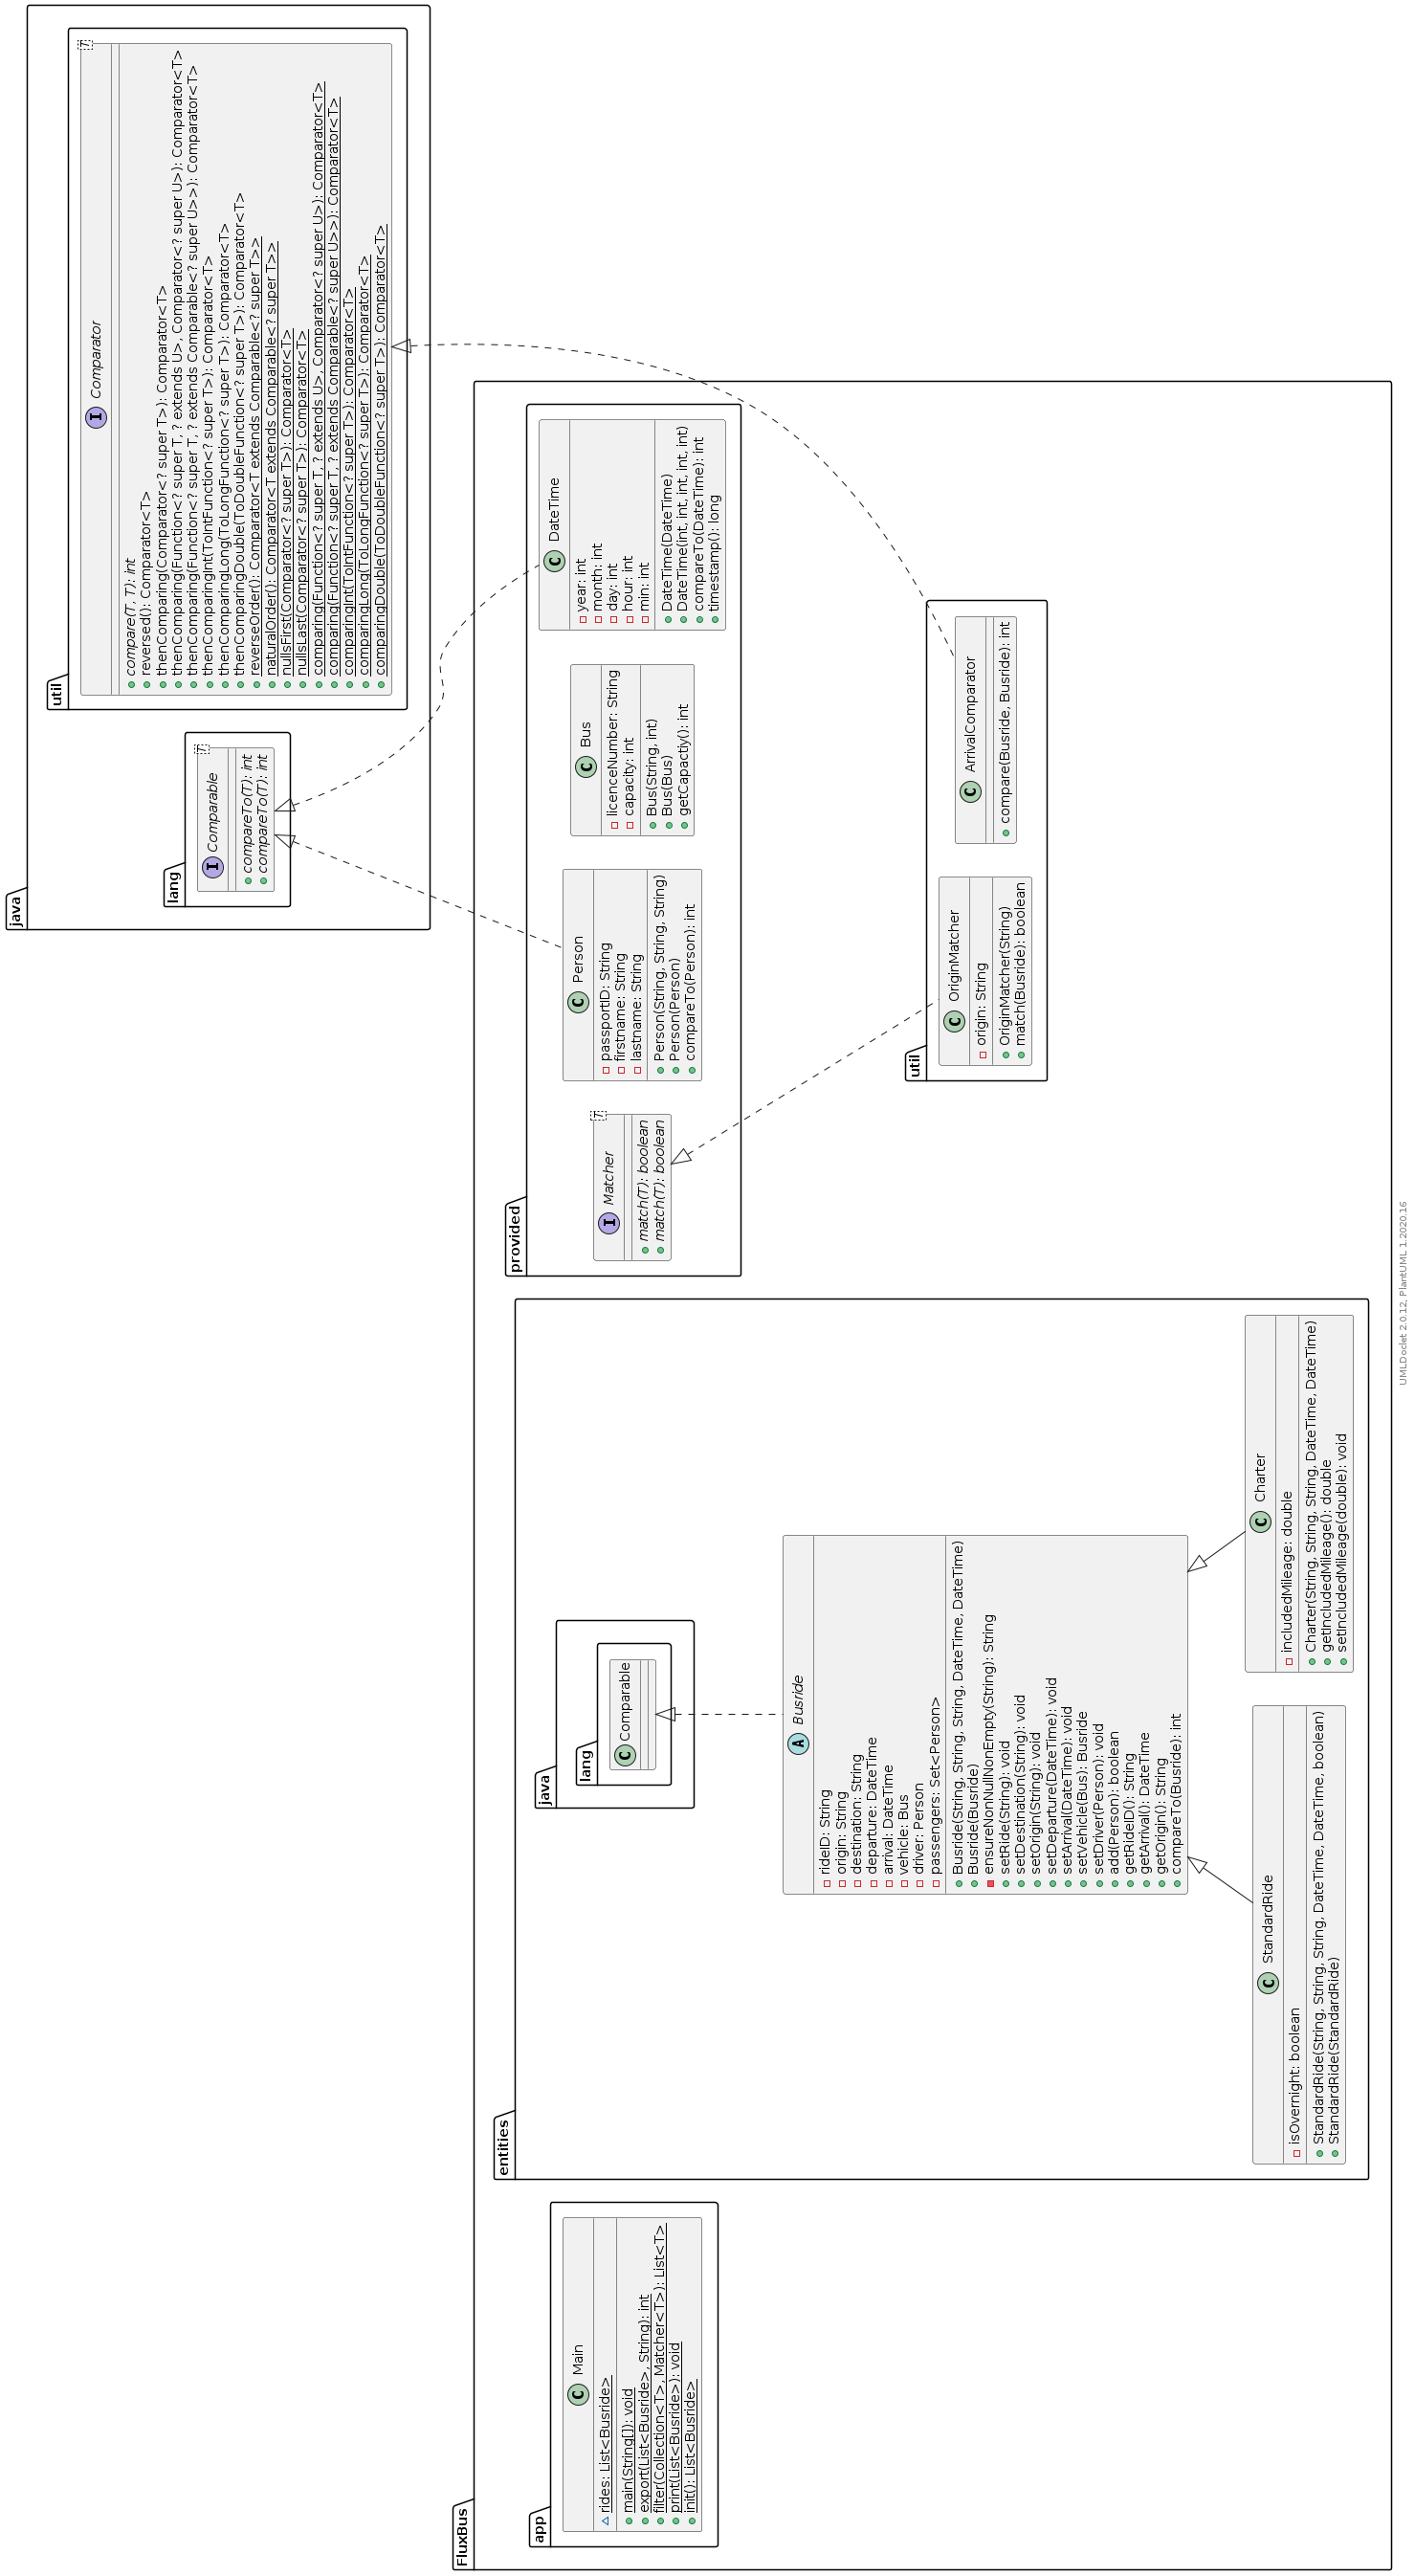 java
util
T
I Comparator
compare(T, T): int
reversed(): Comparator<T>
thenComparing(Comparator<? super T>): Comparator<T>
thenComparing(Function<? super T, ? extends U>, Comparator<? super U>): Comparator<T>
thenComparing(Function<? super T, ? extends Comparable<? super U>>): Comparator<T>
thenComparingInt(ToIntFunction<? super T>): Comparator<T>
thenComparingLong(ToLongFunction<? super T>): Comparator<T>
thenComparingDouble(ToDoubleFunction<? super T>): Comparator<T>
reverseOrder(): Comparator<T extends Comparable<? super T>>
naturalOrder(): Comparator<T extends Comparable<? super T>>
nullsFirst(Comparator<? super T>): Comparator<T>
nullsLast(Comparator<? super T>): Comparator<T>
comparing(Function<? super T, ? extends U>, Comparator<? super U>): Comparator<T>
comparing(Function<? super T, ? extends Comparable<? super U>>): Comparator<T>
comparingInt(ToIntFunction<? super T>): Comparator<T>
comparingLong(ToLongFunction<? super T>): Comparator<T>
comparingDouble(ToDoubleFunction<? super T>): Comparator<T>
lang
T
I Comparable
compareTo(T): int
compareTo(T): int
FluxBus
provided
C DateTime
year: int
month: int
day: int
hour: int
min: int
DateTime(DateTime)
DateTime(int, int, int, int, int)
compareTo(DateTime): int
timestamp(): long
C Bus
licenceNumber: String
capacity: int
Bus(String, int)
Bus(Bus)
getCapactiy(): int
C Person
passportID: String
firstname: String
lastname: String
Person(String, String, String)
Person(Person)
compareTo(Person): int
T
I Matcher
match(T): boolean
match(T): boolean
util
C ArrivalComparator
compare(Busride, Busride): int
C OriginMatcher
origin: String
OriginMatcher(String)
match(Busride): boolean
entities
java
lang
C Comparable
A Busride
rideID: String
origin: String
destination: String
departure: DateTime
arrival: DateTime
vehicle: Bus
driver: Person
passengers: Set<Person>
Busride(String, String, String, DateTime, DateTime)
Busride(Busride)
ensureNonNullNonEmpty(String): String
setRide(String): void
setDestination(String): void
setOrigin(String): void
setDeparture(DateTime): void
setArrival(DateTime): void
setVehicle(Bus): Busride
setDriver(Person): void
add(Person): boolean
getRideID(): String
getArrival(): DateTime
getOrigin(): String
compareTo(Busride): int
C Charter
includedMileage: double
Charter(String, String, String, DateTime, DateTime)
getIncludedMileage(): double
setIncludedMileage(double): void
C StandardRide
isOvernight: boolean
StandardRide(String, String, String, DateTime, DateTime, boolean)
StandardRide(StandardRide)
app
C Main
rides: List<Busride>
main(String[]): void
export(List<Busride>, String): int
filter(Collection<T>, Matcher<T>): List<T>
print(List<Busride>): void
init(): List<Busride>
UMLDoclet 2.0.12, PlantUML 1.2020.16